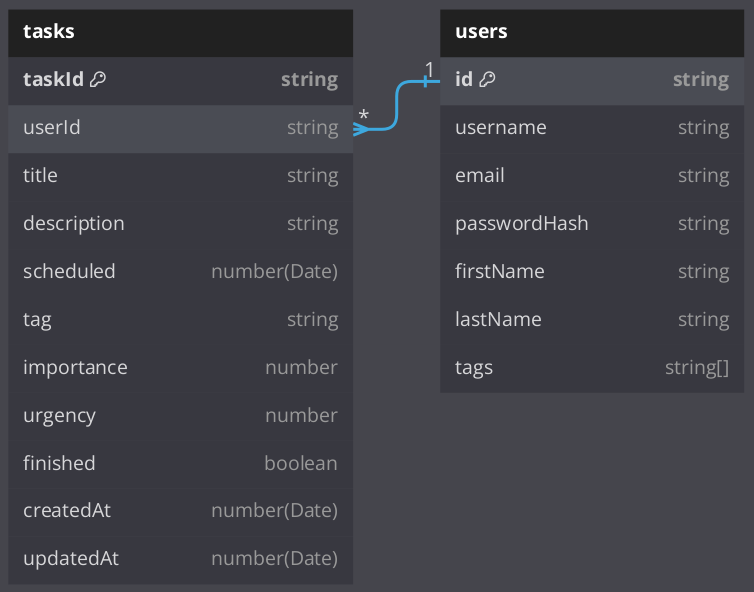 tasks
taskId string
userId string
title string
description string
scheduled number(Date)
tag string
importance number
urgency number
finished boolean
createdAt number(Date)
updatedAt number(Date)
*
1
users
id string
username string
email string
passwordHash string
firstName string
lastName string
tags string[]